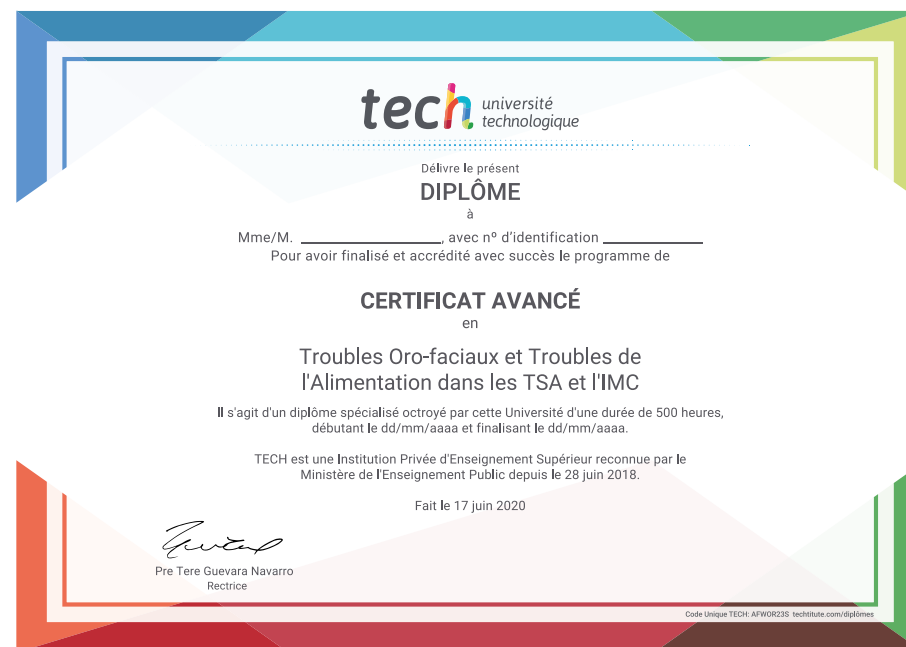 tech université
technologique
Délivre le présent
DIPLÔME
à
Mme/M. ____________________, avec nº d'identification ______________
Pour avoir finalisé et accrédité avec succès le programme de
CERTIFICAT AVANCÉ
en
Troubles Oro-faciaux et Troubles de
l'Alimentation dans les TSA et l'IMC
Il s'agit d'un diplôme spécialisé octroyé par cette Université d'une durée de 500 heures,
débutant le dd/mm/aaaa et finalisant le dd/mm/aaaa.
TECH est une Institution Privée d'Enseignement Supérieur reconnue par le
Ministère de l'Enseignement Public depuis le 28 juin 2018.
Fait le 17 juin 2020
Pre Tere Guevara Navarro
Rectrice
Code Unique TECH: AFWOR23S techtitute.com/diplômes